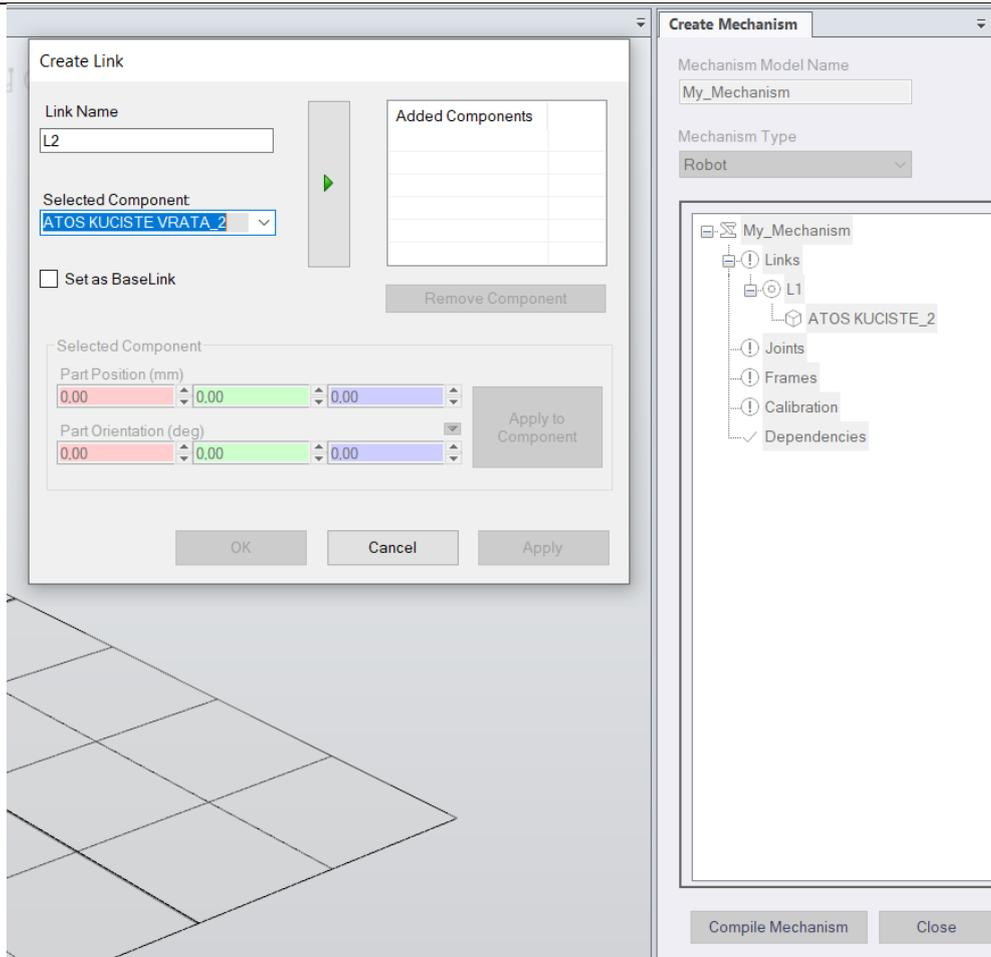 Create Link
Link Name
L2
Selected Component
ATOS KUCISTE VRATA_2
Set as BaseLink
Added Components
Remove Component
Selected Component
Part Position (mm)
0,00 0,00 0,00
Part Orientation (deg)
0,00 0,00 0,00
Apply to
Component
OK Cancel Apply
Create Mechanism
Mechanism Model Name
My_Mechanism
Mechanism Type
Robot
My_Mechanism
Links
L1
ATOS KUCISTE_2
Joints
Frames
Calibration
Dependencies
Compile Mechanism Close